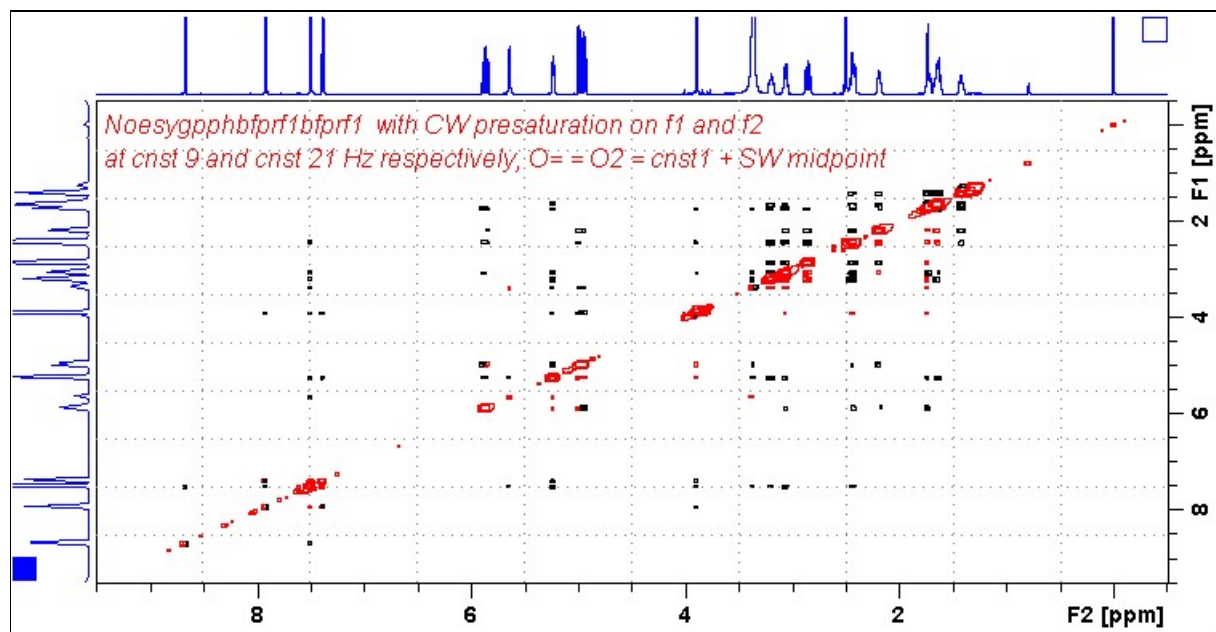 Noesygpphbfprf1bfprf1 with CW presaturation on f1 and f2
at cnst 9 and cnst 21 Hz respectively, O= = O2 = cnst1 + SW midpoint
F1 [ppm]
2
4
6
8
8
6
4
2
F2 [ppm]